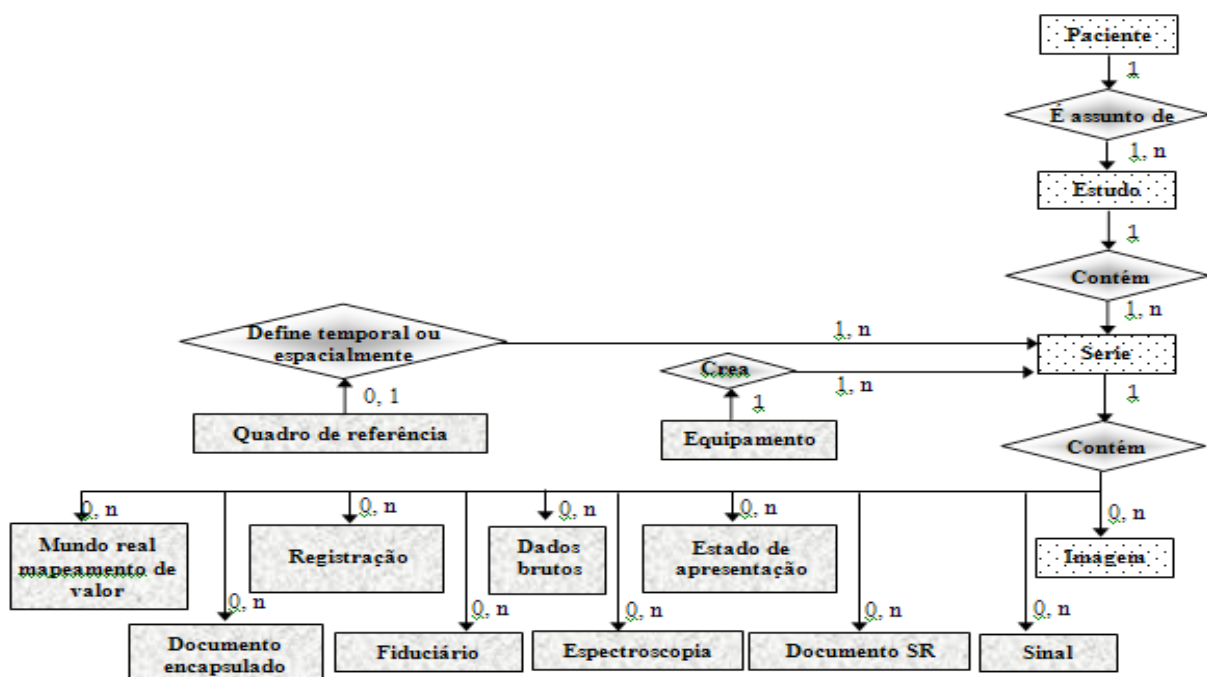 Paciente
1
É assunto de
1, n
Estudo
1
Contém
1, n
Define temporal ou
espacialmente
1, n
Serie
Crea
1, n
0, 1
1
1
Quadro de referência
Equipamento
Contém
0, n
0, n
0, n
0, n
0, n
Mundo real
mapeamento de
valor
Registração
Dados
brutos
Estado de
apresentação
Imagem
0, n
0, n
0, n
0, n
0, n
Documento
encapsulado
Fiduciário
Espectroscopia
Documento SR
Sinal